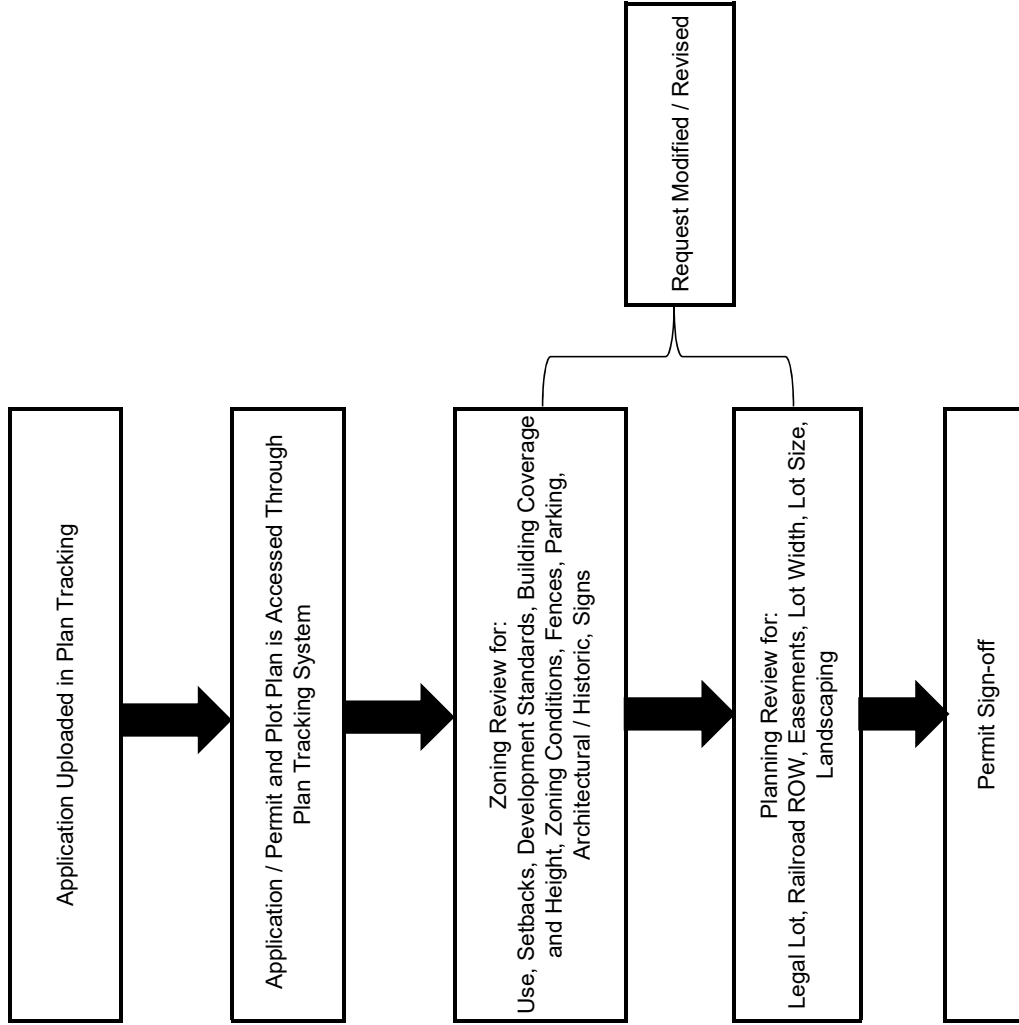 Application Uploaded in Plan Tracking
Application / Permit and Plot Plan is Accessed Through
Plan Tracking System
Zoning Review for:
Use, Setbacks, Development Standards, Building Coverage
and Height, Zoning Conditions, Fences, Parking,
Architectural / Historic, Signs
Request Modified / Revised
Planning Review for:
Legal Lot, Railroad ROW, Easements, Lot Width, Lot Size,
Landscaping
Permit Sign-off